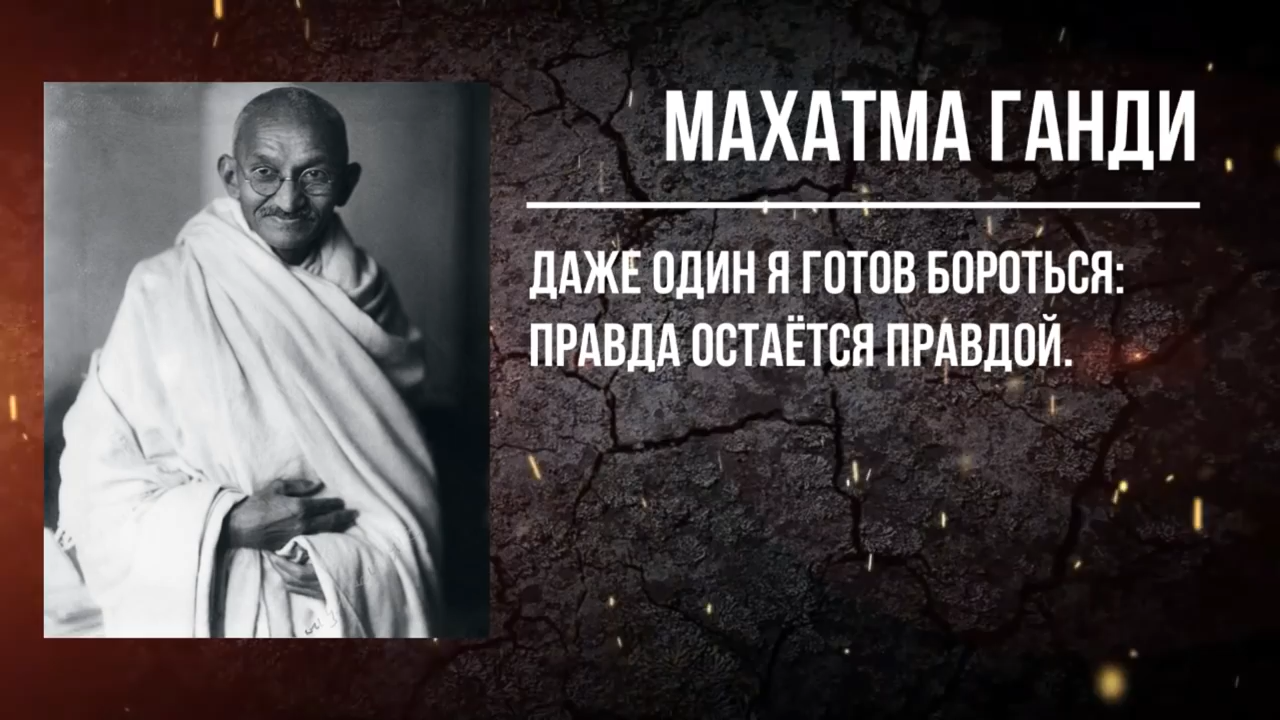 МАХАТМА ГАНДИ
ДАЖЕ ОДИН Я ГОТОВ БОРОТЬСЯ:
ПРАВДА ОСТАЁТСЯ ПРАВДОЙ.